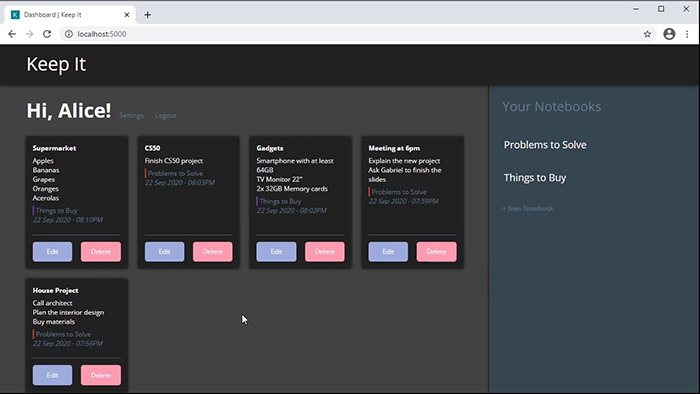 Dashboard | Keep It
localhost:5000
Keep It
Hi, Alice!
Settings
Logout
Supermarket
Apples
Bananas
Grapes
Oranges
Acerolas
Things to Buy
22 Sep 2020 - 08:10PM
Edit
Delete
CS50
Finish CS50 project
Problems to Solve
22 Sep 2020 - 08:03PM
Edit
Delete
Gadgets
Smartphone with at least
64GB
TV Monitor 22"
2x 32GB Memory cards
Things to Buy
22 Sep 2020 - 08:02PM
Edit
Delete
Meeting at 6pm
Explain the new project
Ask Gabriel to finish the
slides
Problems to Solve
22 Sep 2020 - 07:59PM
Edit
Delete
House Project
Call architect
Plan the interior design
Buy materials
Problems to Solve
22 Sep 2020 - 07:56PM
Edit
Delete
Your Notebooks
Problems to Solve
Things to Buy
+ New Notebook